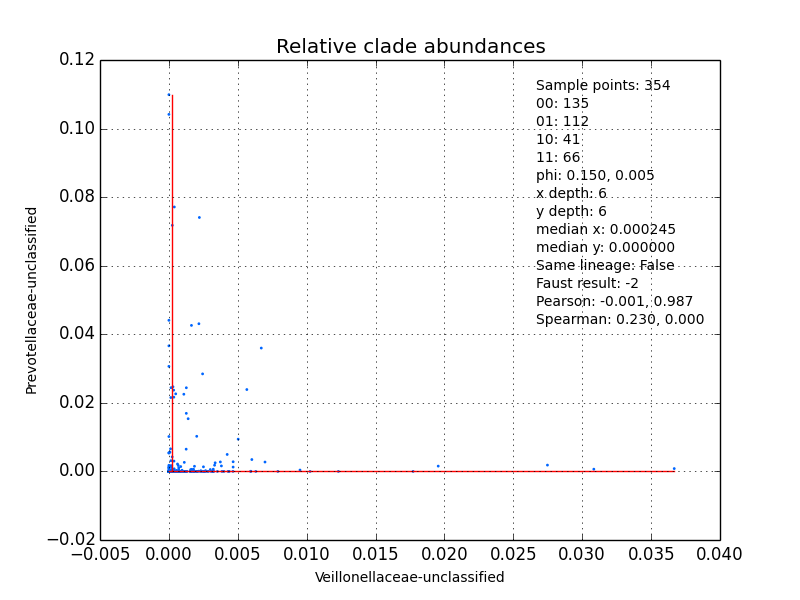 Relative clade abundances
0.12
0.10
0.08
0.06
0.04
0.02
0.00
−0.02
Prevotellaceae-unclassified
Sample points: 354
00: 135
01: 112
10: 41
11: 66
phi: 0.150, 0.005
x depth: 6
y depth: 6
median x: 0.000245
median y: 0.000000
Same lineage: False
Faust result: -2
Pearson: -0.001, 0.987
Spearman: 0.230, 0.000
−0.005 0.000 0.005 0.010 0.015 0.020 0.025 0.030 0.035 0.040
Veillonellaceae-unclassified